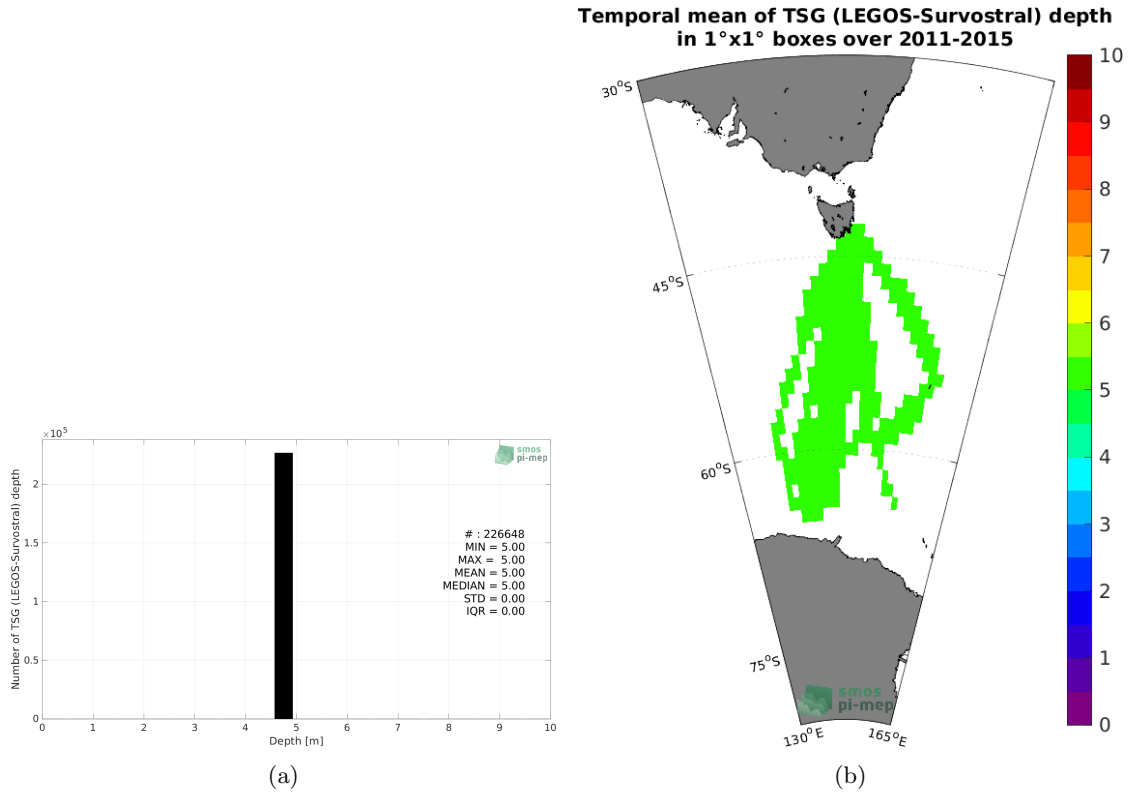 ×10⁵
2
1.5
1
0.5
0
0 1 2 3 4 5 6 7 8 9 10
Depth [m]
Number of TSG (LEGOS-Survostral) depth
smos
pi-mep
# : 226648
MIN = 5.00
MAX = 5.00
MEAN = 5.00
MEDIAN = 5.00
STD = 0.00
IQR = 0.00
(a)
Temporal mean of TSG (LEGOS-Survostral) depth
in 1°x1° boxes over 2011-2015
30°S
45°S
60°S
75°S
130°E
165°E
smos
pi-mep
10
9
8
7
6
5
4
3
2
1
0
(b)